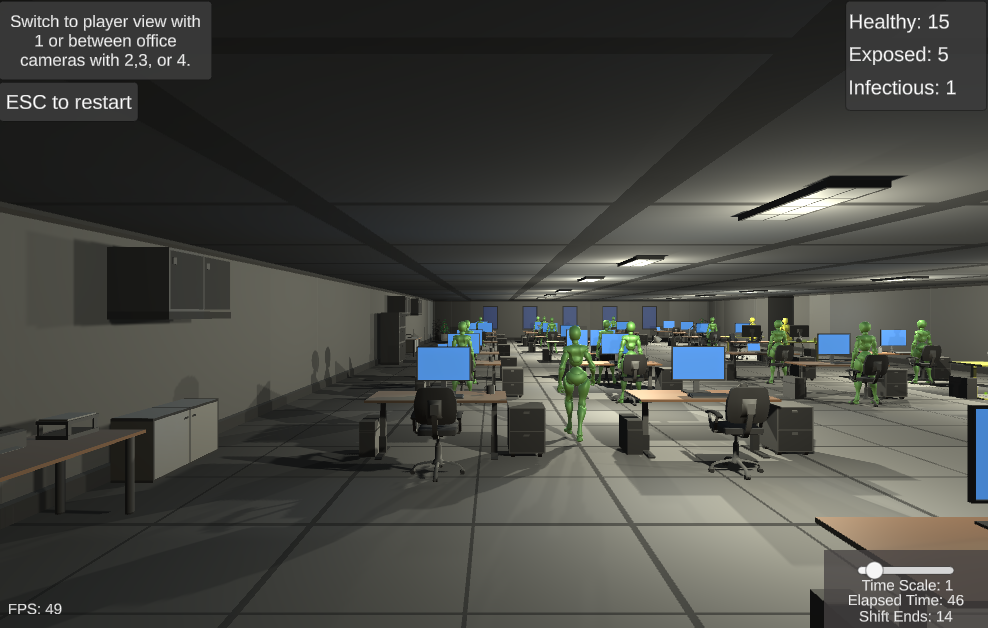 Switch to player view with
1 or between office
cameras with 2,3, or 4.
ESC to restart
Healthy: 15
Exposed: 5
Infectious: 1
FPS: 49
Time Scale: 1
Elapsed Time: 46
Shift Ends: 14